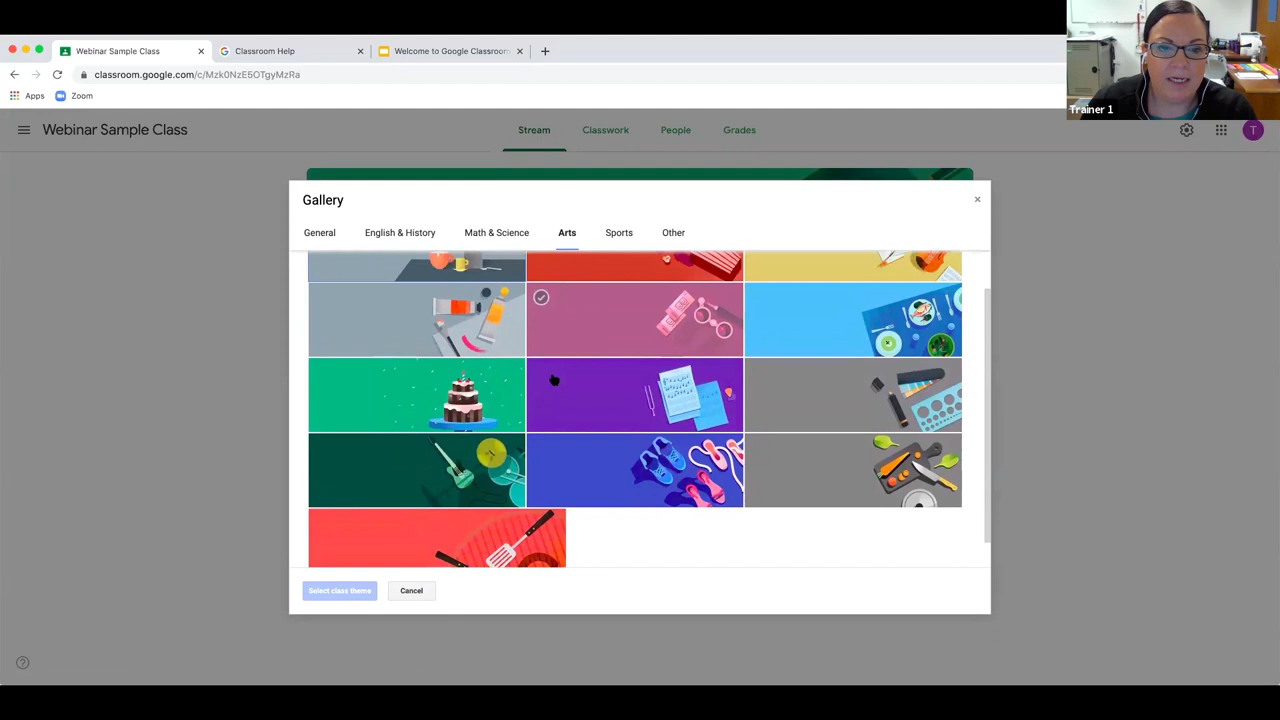 Webinar Sample Class
Classroom Help
Welcome to Google Classroom
classroom.google.com/c/Mzk0NzE5OTgyMzRa
Apps
Zoom
Trainer 1
Webinar Sample Class
Stream
Classwork
People
Grades
T
Gallery
General
English & History
Math & Science
Arts
Sports
Other
Select class theme
Cancel